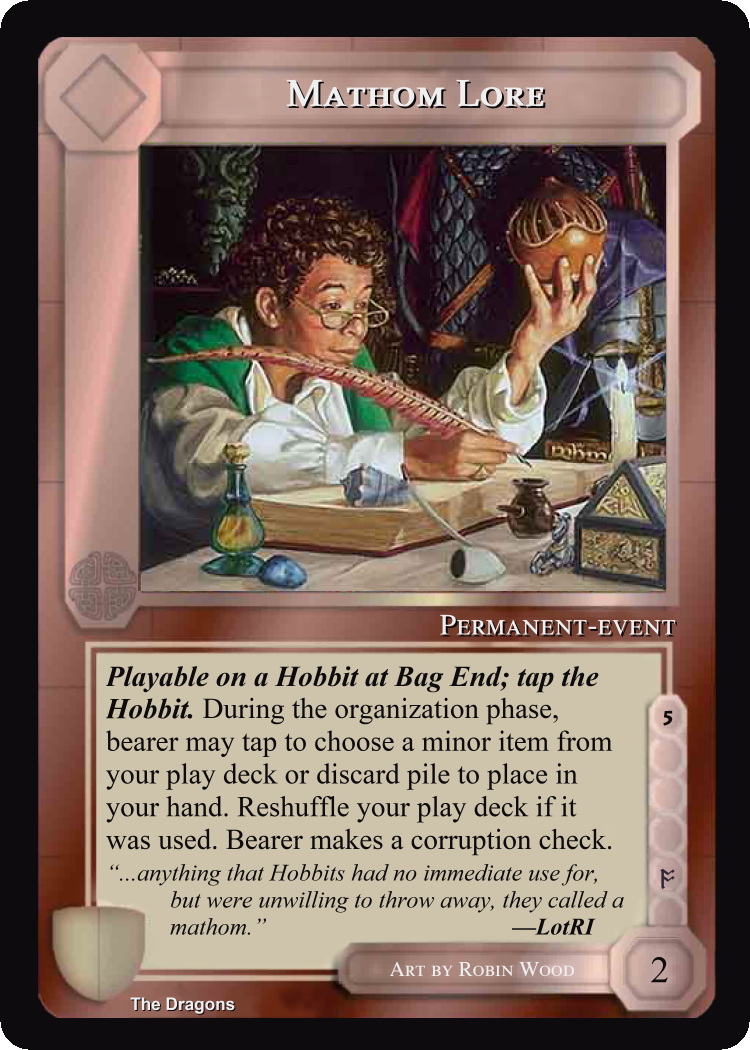 Mathom Lore
Permanent-event
Playable on a Hobbit at Bag End; tap the
Hobbit. During the organization phase,
bearer may tap to choose a minor item from
your play deck or discard pile to place in
your hand. Reshuffle your play deck if it
was used. Bearer makes a corruption check.
“...anything that Hobbits had no immediate use for,
but were unwilling to throw away, they called a
mathom.” —LotRI
5
Art by Robin Wood
2
The Dragons